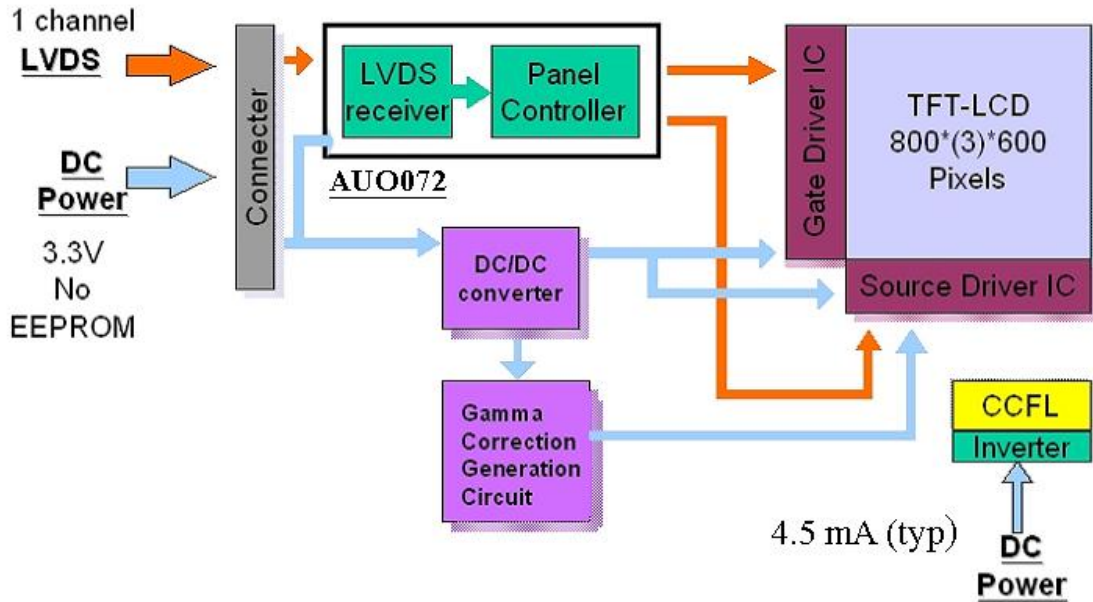 1 channel
LVDS
DC
Power
3.3V
No
EEPROM
Connecter
LVDS
receiver
Panel
Controller
AUO072
DC/DC
converter
Gamma
Correction
Generation
Circuit
Gate Driver IC
TFT-LCD
800*(3)*600
Pixels
Source Driver IC
CCFL
Inverter
4.5 mA (typ)
DC
Power